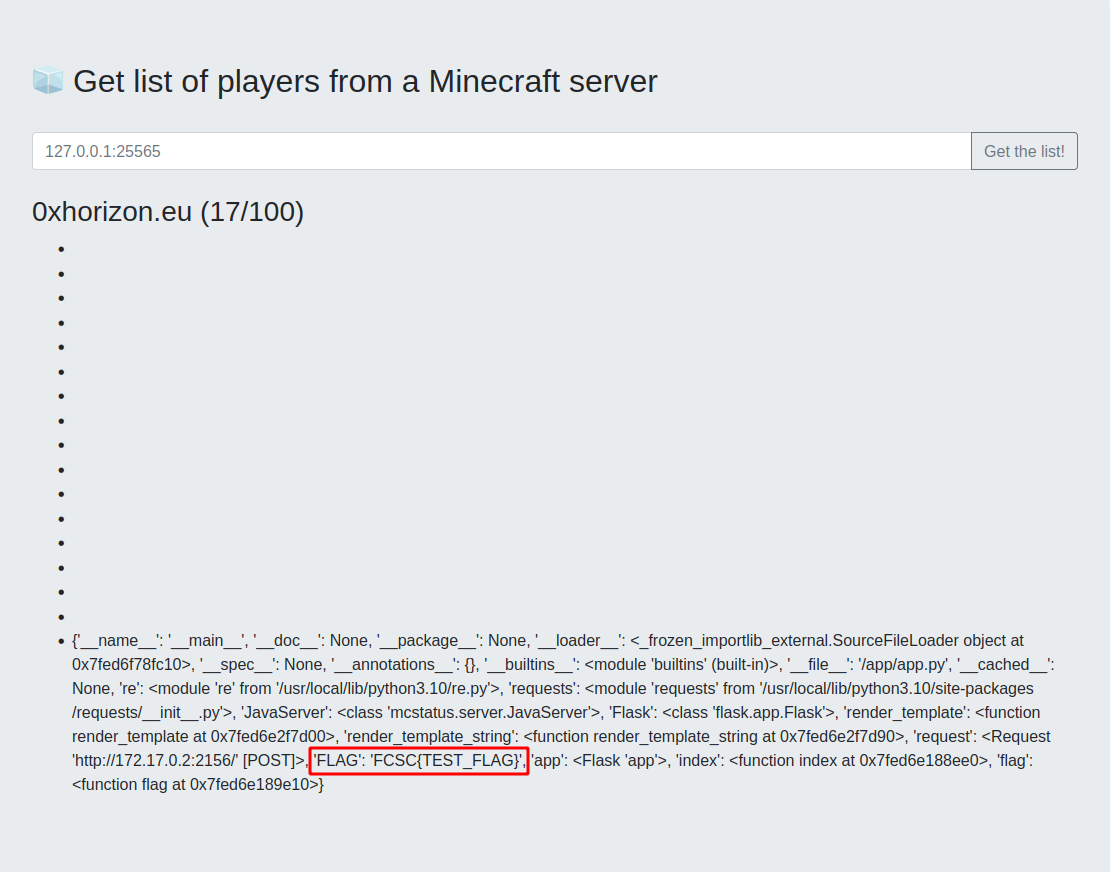 Get list of players from a Minecraft server
127.0.0.1:25565
Get the list!
0xhorizon.eu (17/100)
{'__name__': '__main__', '__doc__': None, '__package__': None, '__loader__': <_frozen_importlib_external.SourceFileLoader object at
0x7fed6f78fc10>, '__spec__': None, '__annotations__': {}, '__builtins__': <module 'builtins' (built-in)>, '__file__': '/app/app.py', '__cached__':
None, 're': <module 're' from '/usr/local/lib/python3.10/re.py'>, 'requests': <module 'requests' from '/usr/local/lib/python3.10/site-packages
/requests/__init__.py'>, 'JavaServer': <class 'mcstatus.server.JavaServer'>, 'Flask': <class 'flask.app.Flask'>, 'render_template': <function
render_template at 0x7fed6e2f7d00>, 'render_template_string': <function render_template_string at 0x7fed6e2f7d90>, 'request': <Request
'http://172.17.0.2:2156/' [POST]>, 'FLAG': 'FCSC{TEST_FLAG}', 'app': <Flask 'app'>, 'index': <function index at 0x7fed6e188ee0>, 'flag':
<function flag at 0x7fed6e189e10>}